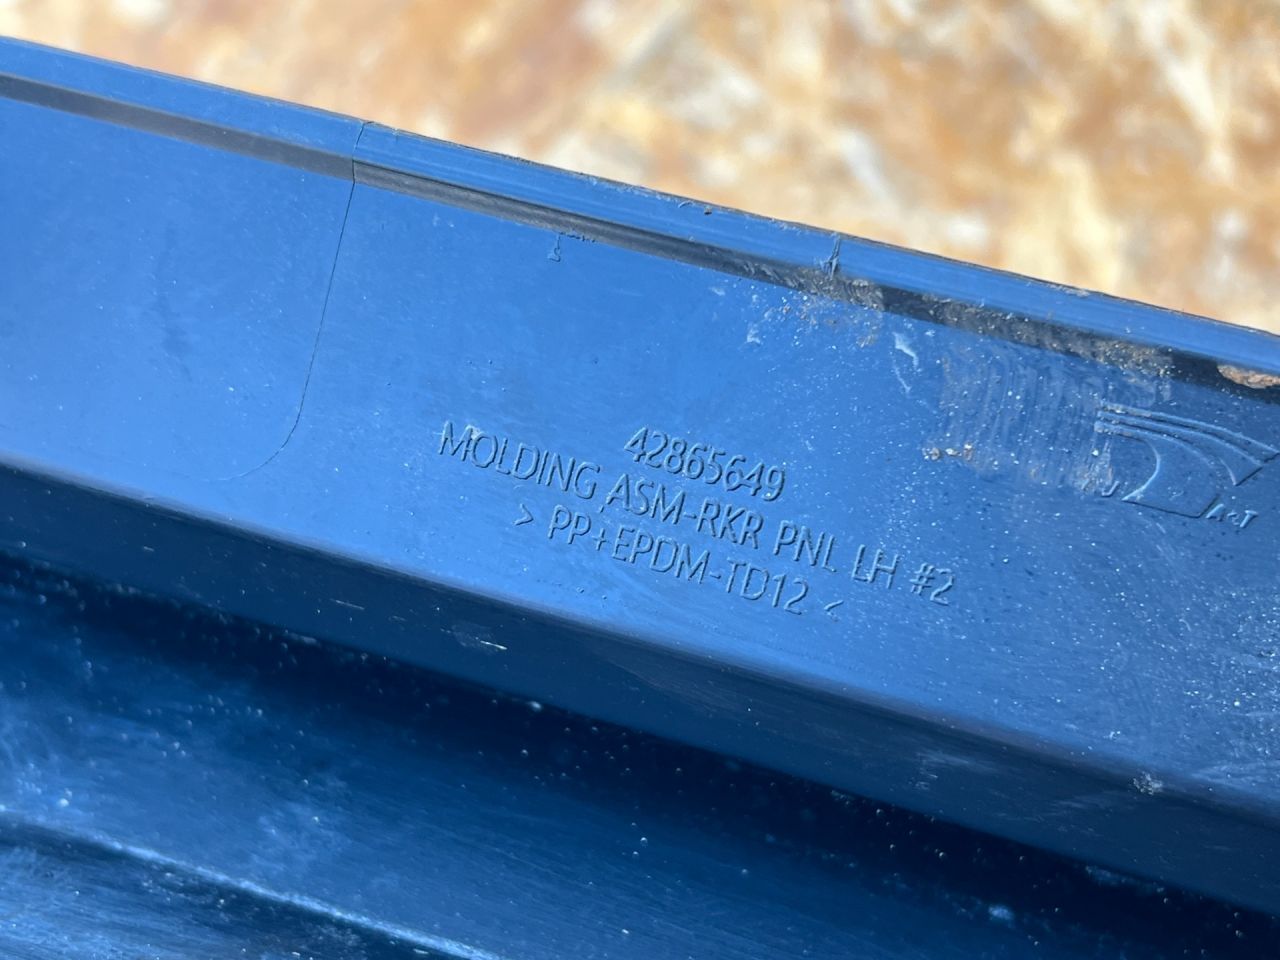 42865649
MOLDING ASM-RKR PNL LH #2
> PP+EPDM-TD12 <